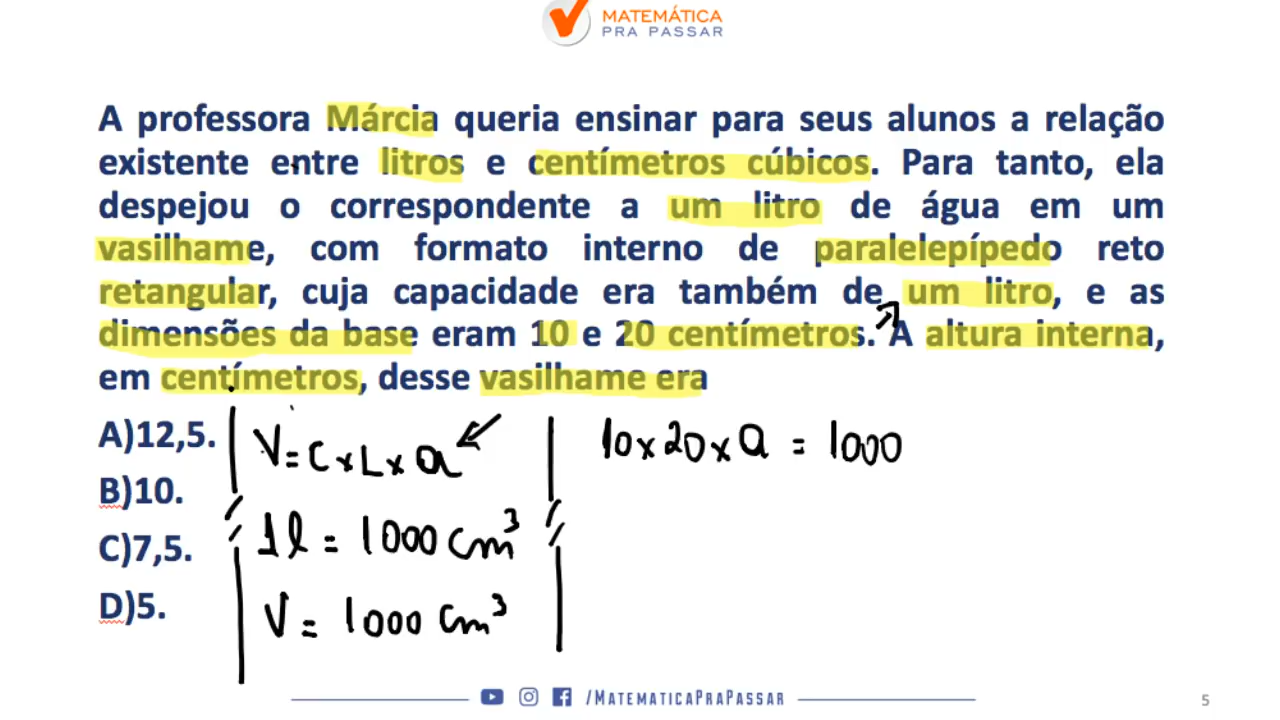 MATEMÁTICA
PRA PASSAR
A professora Márcia queria ensinar para seus alunos a relação
existente entre litros e centímetros cúbicos. Para tanto, ela
despejou o correspondente a um litro de água em um
vasilhame, com formato interno de paralelepípedo reto
retangular, cuja capacidade era também de um litro, e as
dimensões da base eram 10 e 20 centímetros. A altura interna,
em centímetros, desse vasilhame era
A)12,5.
B)10.
C)7,5.
D)5.
V = C x L x a
1l = 1000 cm³
V = 1000 cm³
10 x 20 x a = 1000
/MATEMATICAPRAPASSAR
5